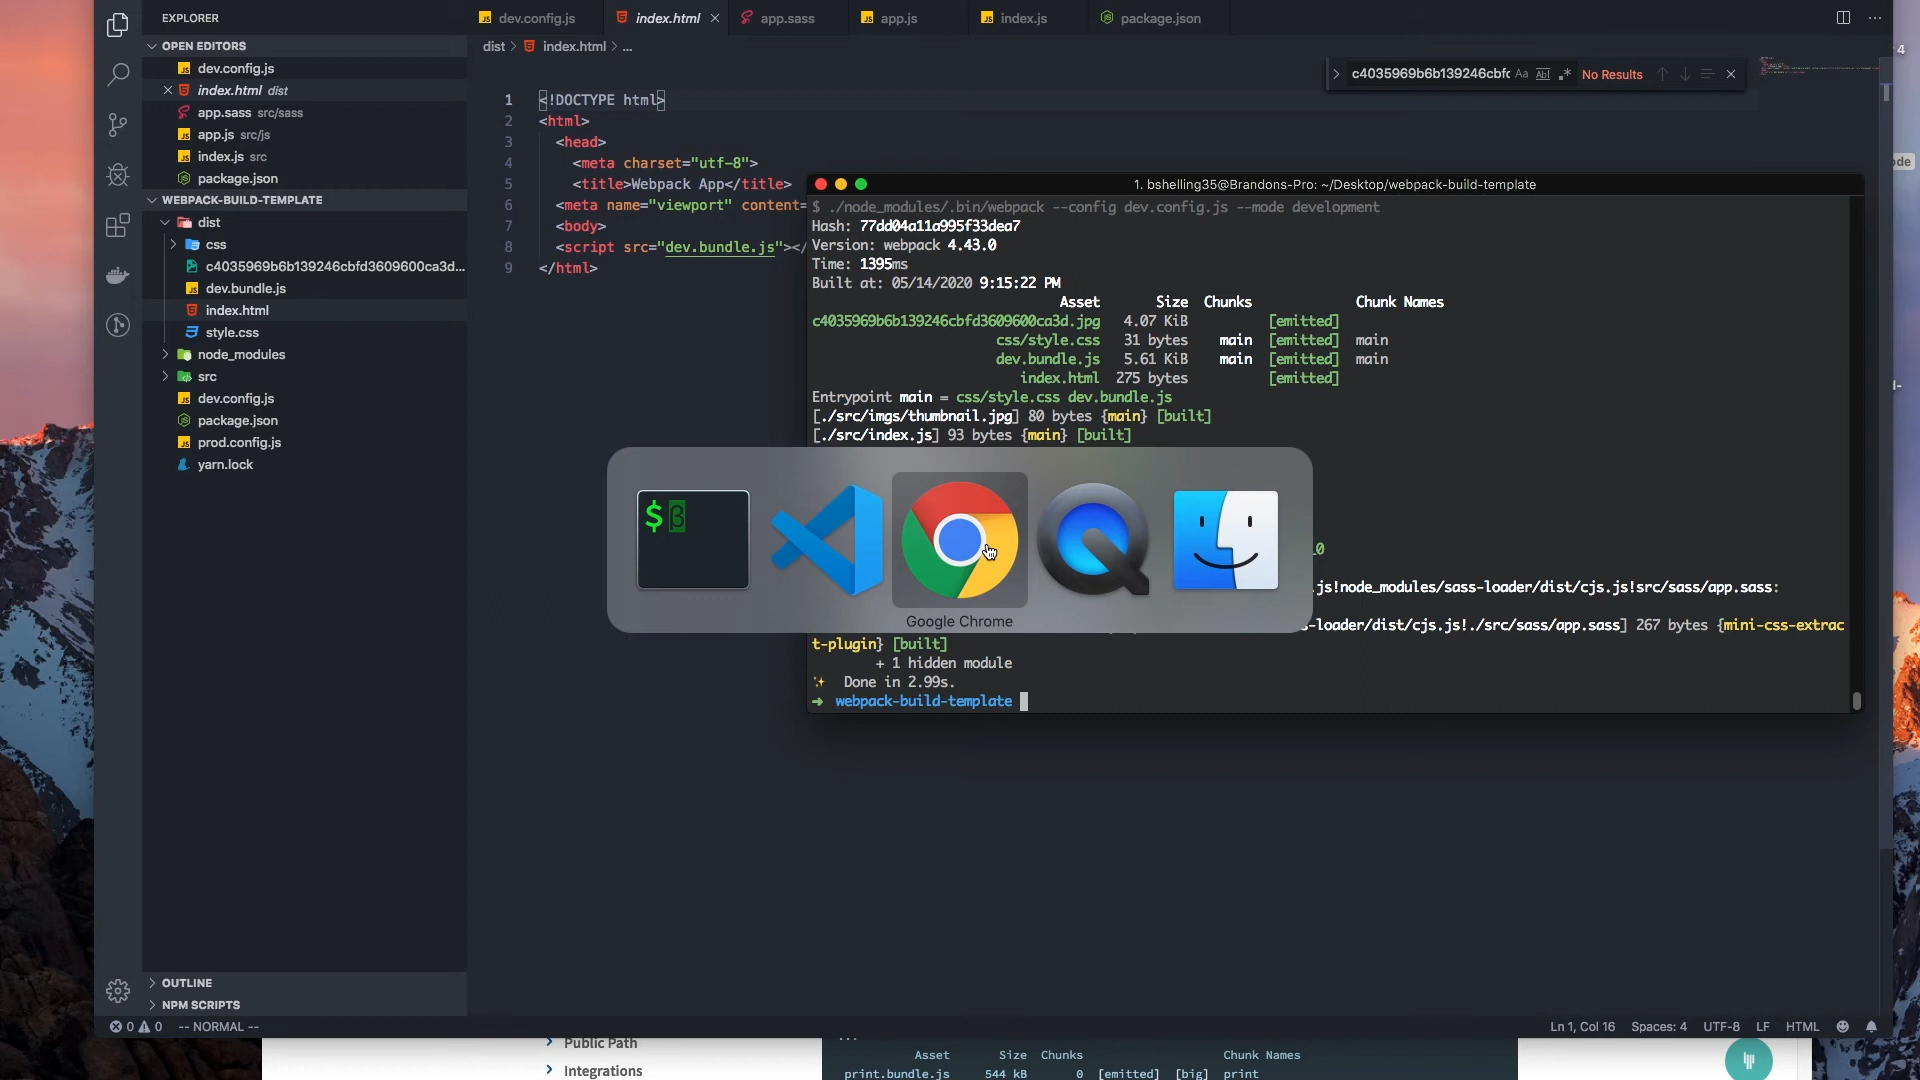 EXPLORER
OPEN EDITORS
dev.config.js
index.html dist
app.sass src/sass
app.js src/js
index.js src
package.json
WEBPACK-BUILD-TEMPLATE
dist
css
c4035969b6b139246cbfd3609600ca3d...
dev.bundle.js
index.html
style.css
node_modules
src
dev.config.js
package.json
prod.config.js
yarn.lock
OUTLINE
NPM SCRIPTS
0 0 -- NORMAL --
dev.config.js index.html app.sass app.js index.js package.json
dist > index.html > ...
c4035969b6b139246cbfd Aa Abl .* No Results
1 <!DOCTYPE html>
2 <html>
3 <head>
4 <meta charset="utf-8">
5 <title>Webpack App</title>
6 <meta name="viewport" content=
7 <body>
8 <script src="dev.bundle.js"></
9 </html>
1. bshelling35@Brandons-Pro: ~/Desktop/webpack-build-template
$ ./node_modules/.bin/webpack --config dev.config.js --mode development
Hash: 77dd04a11a995f33dea7
Version: webpack 4.43.0
Time: 1395ms
Built at: 05/14/2020 9:15:22 PM
Asset Size Chunks Chunk Names
c4035969b6b139246cbfd3609600ca3d.jpg 4.07 KiB [emitted]
css/style.css 31 bytes main [emitted] main
dev.bundle.js 5.61 KiB main [emitted] main
index.html 275 bytes [emitted]
Entrypoint main = css/style.css dev.bundle.js
[./src/imgs/thumbnail.jpg] 80 bytes {main} [built]
[./src/index.js] 93 bytes {main} [built]
$ β
Google Chrome
.js!node_modules/sass-loader/dist/cjs.js!src/sass/app.sass:
s-loader/dist/cjs.js!./src/sass/app.sass] 267 bytes {mini-css-extrac
t-plugin} [built]
+ 1 hidden module
Done in 2.99s.
➜ webpack-build-template
Ln 1, Col 16 Spaces: 4 UTF-8 LF HTML
Public Path
Integrations
Asset Size Chunks Chunk Names
print.bundle.js 544 kB 0 [emitted] [big] print
4
ode